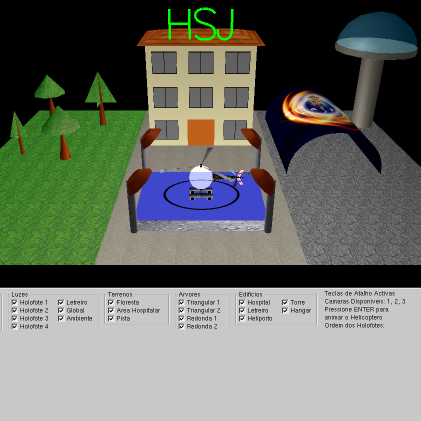 HSJ
Luzes
Holofote 1
Holofote 2
Holofote 3
Holofote 4
Letreiro
Global
Ambiente
Terrenos
Floresta
Area Hospitalar
Pista
Arvores
Triangular 1
Triangular 2
Redonda 1
Redonda 2
Edificios
Hospital
Letreiro
Heliporto
Torre
Hangar
Teclas de Atalho Activas
Camaras Disponiveis: 1, 2, 3
Pressione ENTER para
animar o Helicoptero
Ordem dos Holofotes: